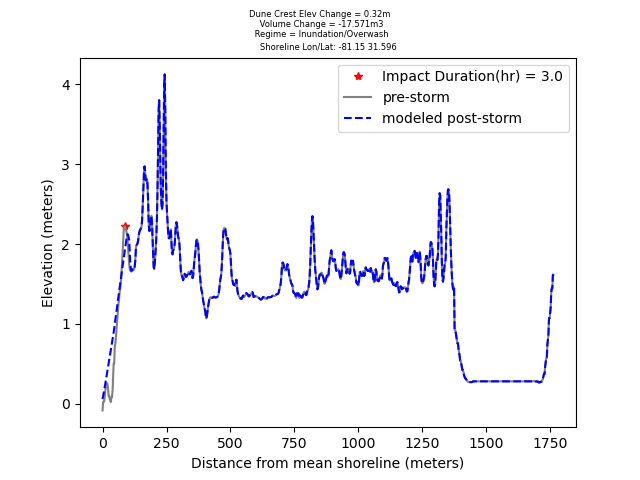 Dune Crest Elev Change = 0.32m
Volume Change = -17.571m3
Regime = Inundation/Overwash
Shoreline Lon/Lat: -81.15 31.596
Impact Duration(hr) = 3.0
pre-storm
modeled post-storm
4
3
2
1
0
Elevation (meters)
0 250 500 750 1000 1250 1500 1750
Distance from mean shoreline (meters)